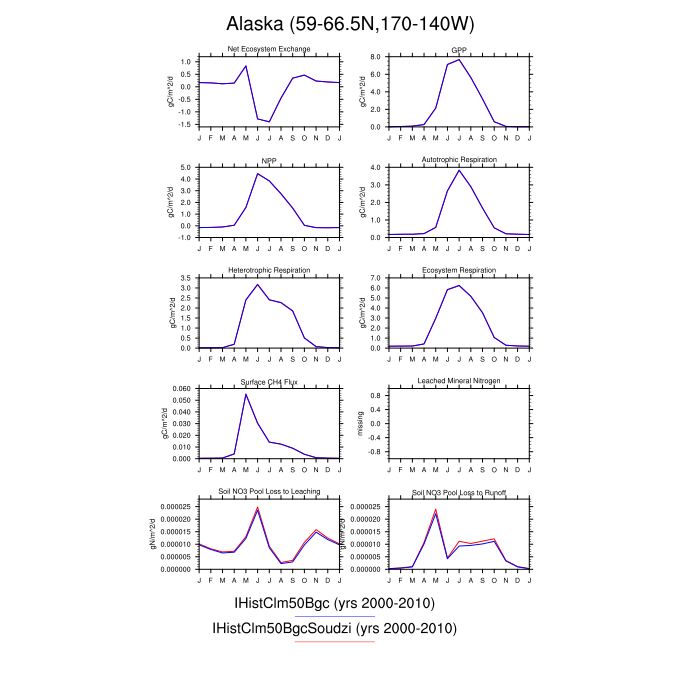 Alaska (59-66.5N,170-140W)
Net Ecosystem Exchange
gC/m^2/d
1.0
0.5
0.0
-0.5
-1.0
-1.5
J F M A M J J A S O N D J
GPP
gC/m^2/d
8.0
6.0
4.0
2.0
0.0
J F M A M J J A S O N D J
NPP
gC/m^2/d
5.0
4.0
3.0
2.0
1.0
0.0
-1.0
J F M A M J J A S O N D J
Autotrophic Respiration
gC/m^2/d
4.0
3.0
2.0
1.0
0.0
J F M A M J J A S O N D J
Heterotrophic Respiration
gC/m^2/d
3.5
3.0
2.5
2.0
1.5
1.0
0.5
0.0
J F M A M J J A S O N D J
Ecosystem Respiration
gC/m^2/d
7.0
6.0
5.0
4.0
3.0
2.0
1.0
0.0
J F M A M J J A S O N D J
Surface CH4 Flux
gC/m^2/d
0.060
0.050
0.040
0.030
0.020
0.010
0.000
J F M A M J J A S O N D J
Leached Mineral Nitrogen
missing
0.8
0.4
0.0
-0.4
-0.8
J F M A M J J A S O N D J
Soil NO3 Pool Loss to Leaching
gN/m^2/d
0.000025
0.000020
0.000015
0.000010
0.000005
0.000000
J F M A M J J A S O N D J
Soil NO3 Pool Loss to Runoff
gN/m^2/d
0.000025
0.000020
0.000015
0.000010
0.000005
0.000000
J F M A M J J A S O N D J
IHistClm50Bgc (yrs 2000-2010)
IHistClm50BgcSoudzi (yrs 2000-2010)